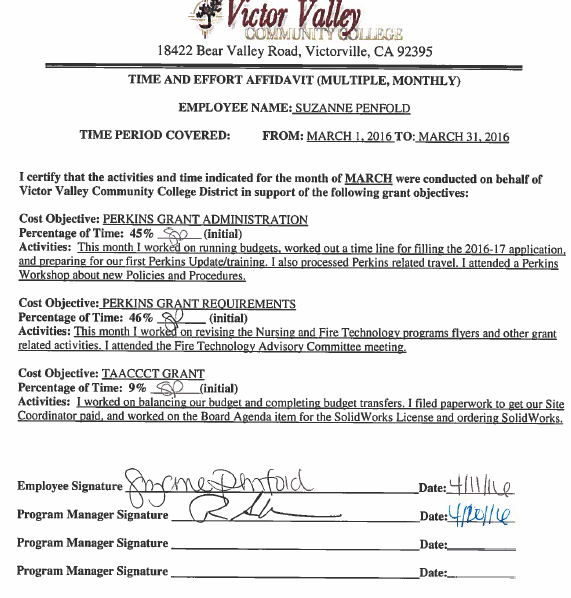 Victor Valley
COMMUNITY COLLEGE
18422 Bear Valley Road, Victorville, CA 92395
TIME AND EFFORT AFFIDAVIT (MULTIPLE, MONTHLY)
EMPLOYEE NAME: SUZANNE PENFOLD
TIME PERIOD COVERED: FROM: MARCH 1, 2016 TO: MARCH 31, 2016
I certify that the activities and time indicated for the month of MARCH were conducted on behalf of
Victor Valley Community College District in support of the following grant objectives:
Cost Objective: PERKINS GRANT ADMINISTRATION
Percentage of Time: 45% SP (initial)
Activities: This month I worked on running budgets, worked out a time line for filling the 2016-17 application,
and preparing for our first Perkins Update/training. I also processed Perkins related travel. I attended a Perkins
Workshop about new Policies and Procedures.
Cost Objective: PERKINS GRANT REQUIREMENTS
Percentage of Time: 46% SP (initial)
Activities: This month I worked on revising the Nursing and Fire Technology programs flyers and other grant
related activities. I attended the Fire Technology Advisory Committee meeting.
Cost Objective: TAACCCT GRANT
Percentage of Time: 9% SP (initial)
Activities: I worked on balancing our budget and completing budget transfers. I filed paperwork to get our Site
Coordinator paid, and worked on the Board Agenda item for the SolidWorks License and ordering SolidWorks.
Employee Signature Suzanne Penfold Date: 4/11/16
Program Manager Signature Date: 4/20/16
Program Manager Signature Date:
Program Manager Signature Date: